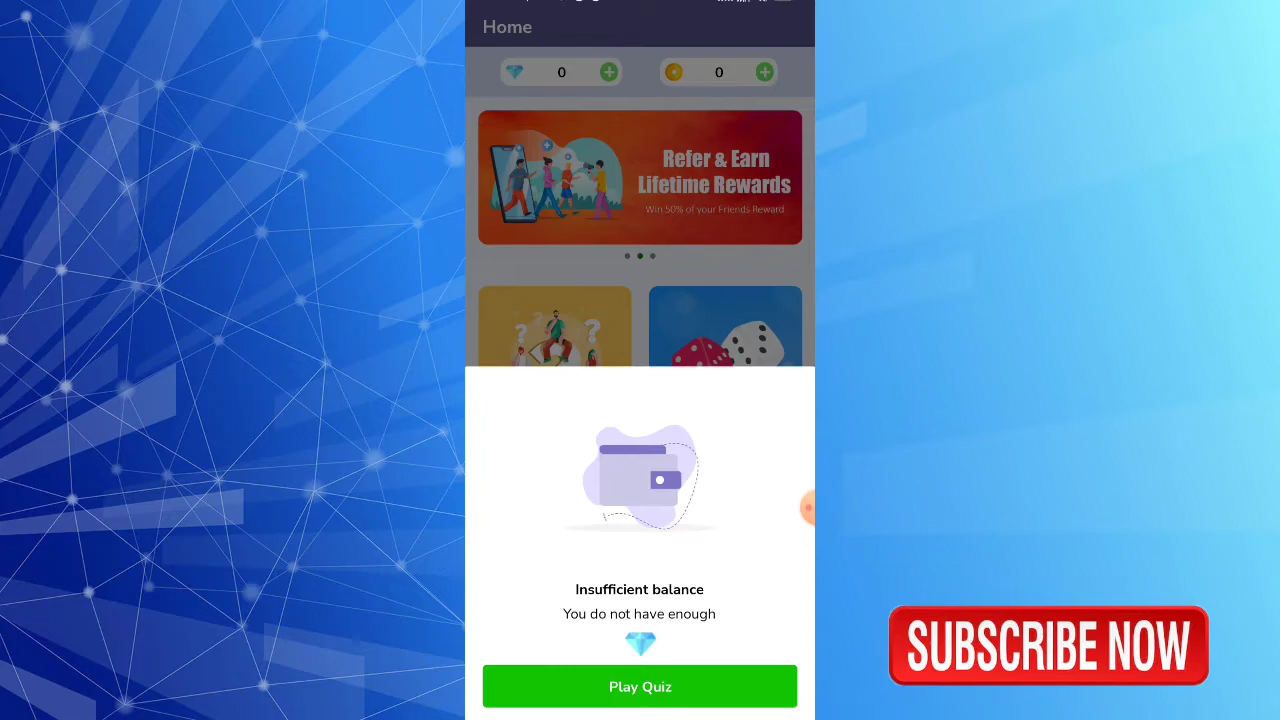 Home
0
0
Refer & Earn
Lifetime Rewards
Win 50% of your Friends Reward
Insufficient balance
You do not have enough
Play Quiz
SUBSCRIBE NOW